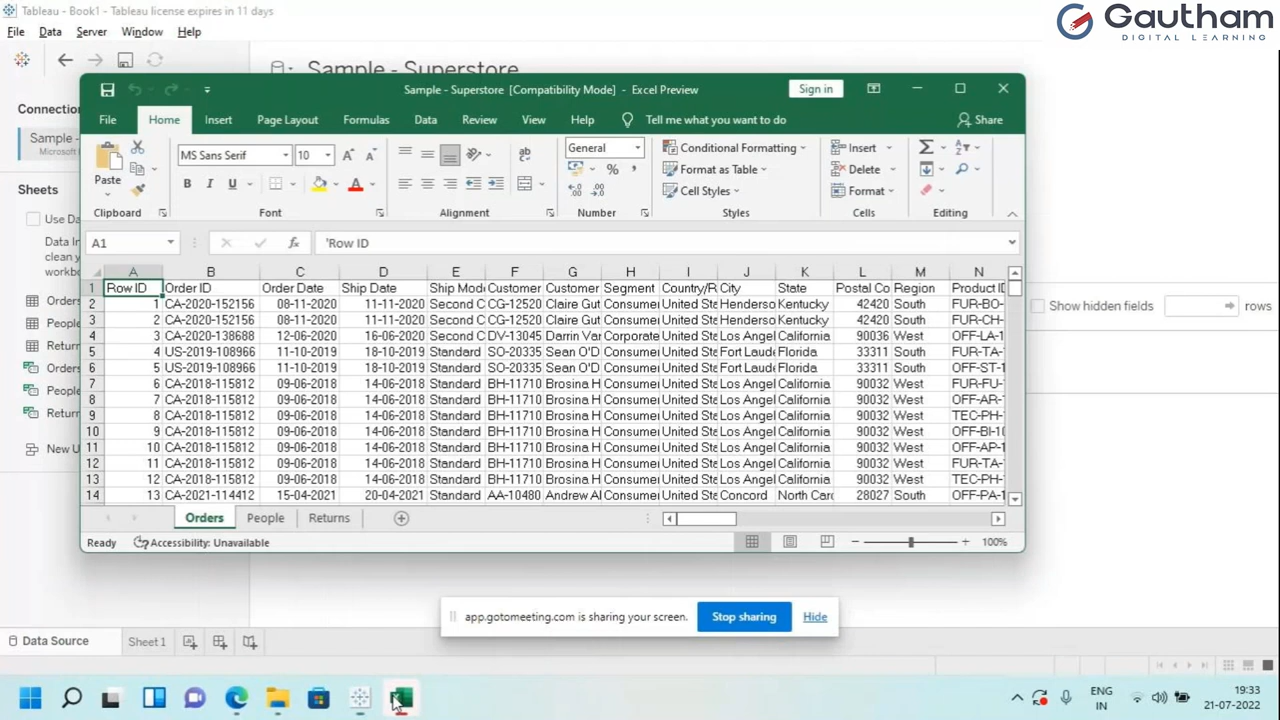 Tableau - Book1 - Tableau license expires in 11 days
Gautham
DIGITAL LEARNING
File Data Server Window Help
Sample - Superstore
Connection
Sample -
Sheets
Use Da
Data In
clean y
workbo
Orders
People
Return
Orders
People
Return
New U
Sample - Superstore [Compatibility Mode] - Excel Preview
Sign in
File Home Insert Page Layout Formulas Data Review View Help Tell me what you want to do Share
Paste
MS Sans Serif 10
B I U
General
Conditional Formatting
Format as Table
Cell Styles
Insert
Delete
Format
Clipboard Font Alignment Number Styles Cells Editing
A1 'Row ID
A B C D E F G H I J K L M N
1 Row ID Order ID Order Date Ship Date Ship Mode Customer Customer Segment Country/R City State Postal Co Region Product ID
2 1 CA-2020-152156 08-11-2020 11-11-2020 Second C CG-12520 Claire Gut Consumer United Sta Henderso Kentucky 42420 South FUR-BO-
3 2 CA-2020-152156 08-11-2020 11-11-2020 Second C CG-12520 Claire Gut Consumer United Sta Henderso Kentucky 42420 South FUR-CH-
4 3 CA-2020-138688 12-06-2020 16-06-2020 Second C DV-13045 Darrin Var Corporate United Sta Los Angel California 90036 West OFF-LA-
5 4 US-2019-108966 11-10-2019 18-10-2019 Standard SO-20335 Sean O'D Consumer United Sta Fort Laude Florida 33311 South FUR-TA-
6 5 US-2019-108966 11-10-2019 18-10-2019 Standard SO-20335 Sean O'D Consumer United Sta Fort Laude Florida 33311 South OFF-ST-
7 6 CA-2018-115812 09-06-2018 14-06-2018 Standard BH-11710 Brosina H Consumer United Sta Los Angel California 90032 West FUR-FU-
8 7 CA-2018-115812 09-06-2018 14-06-2018 Standard BH-11710 Brosina H Consumer United Sta Los Angel California 90032 West OFF-AR-
9 8 CA-2018-115812 09-06-2018 14-06-2018 Standard BH-11710 Brosina H Consumer United Sta Los Angel California 90032 West TEC-PH-
10 9 CA-2018-115812 09-06-2018 14-06-2018 Standard BH-11710 Brosina H Consumer United Sta Los Angel California 90032 West OFF-BI-10
11 10 CA-2018-115812 09-06-2018 14-06-2018 Standard BH-11710 Brosina H Consumer United Sta Los Angel California 90032 West OFF-AP-
12 11 CA-2018-115812 09-06-2018 14-06-2018 Standard BH-11710 Brosina H Consumer United Sta Los Angel California 90032 West FUR-TA-
13 12 CA-2018-115812 09-06-2018 14-06-2018 Standard BH-11710 Brosina H Consumer United Sta Los Angel California 90032 West TEC-PH-
14 13 CA-2021-114412 15-04-2021 20-04-2021 Standard AA-10480 Andrew Al Consumer United Sta Concord North Caro 28027 South OFF-PA-1
Show hidden fields rows
Orders People Returns
Ready Accessibility: Unavailable 100%
app.gotomeeting.com is sharing your screen. Stop sharing Hide
Data Source Sheet 1
ENG
IN
19:33
21-07-2022